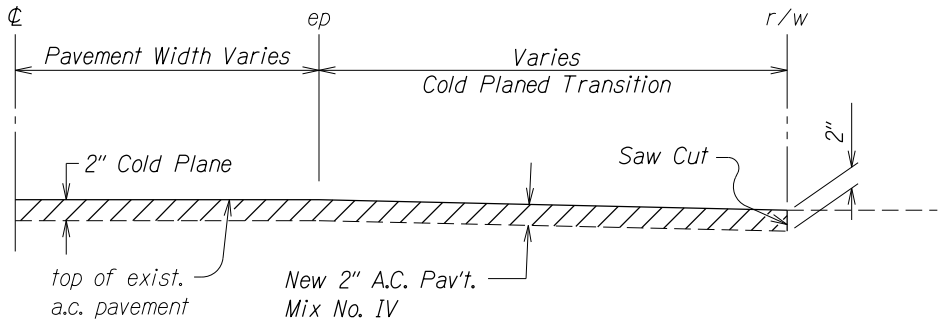 ℄ ep r/w
Pavement Width Varies Varies
Cold Planed Transition
2"
2" Cold Plane
Saw Cut
top of exist.
a.c. pavement
New 2" A.C. Pav't.
Mix No. IV